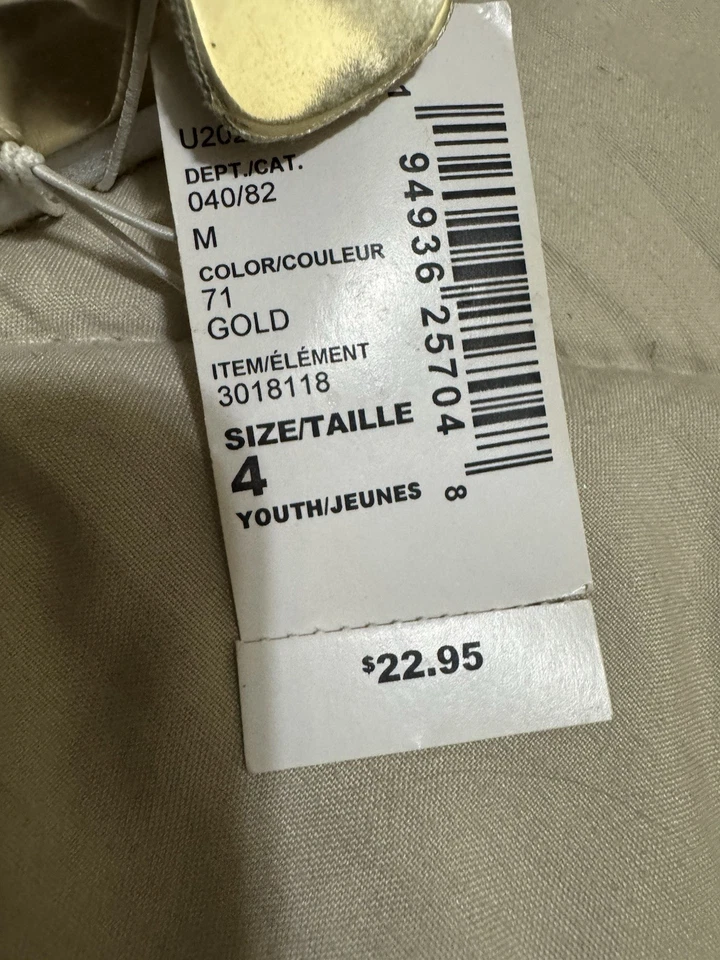 DEPT./CAT.
040/82
M
COLOR/COULEUR
71
GOLD
ITEM/ÉLÉMENT
3018118
SIZE/TAILLE
4
YOUTH/JEUNES
1 94936 25704 8
$22.95